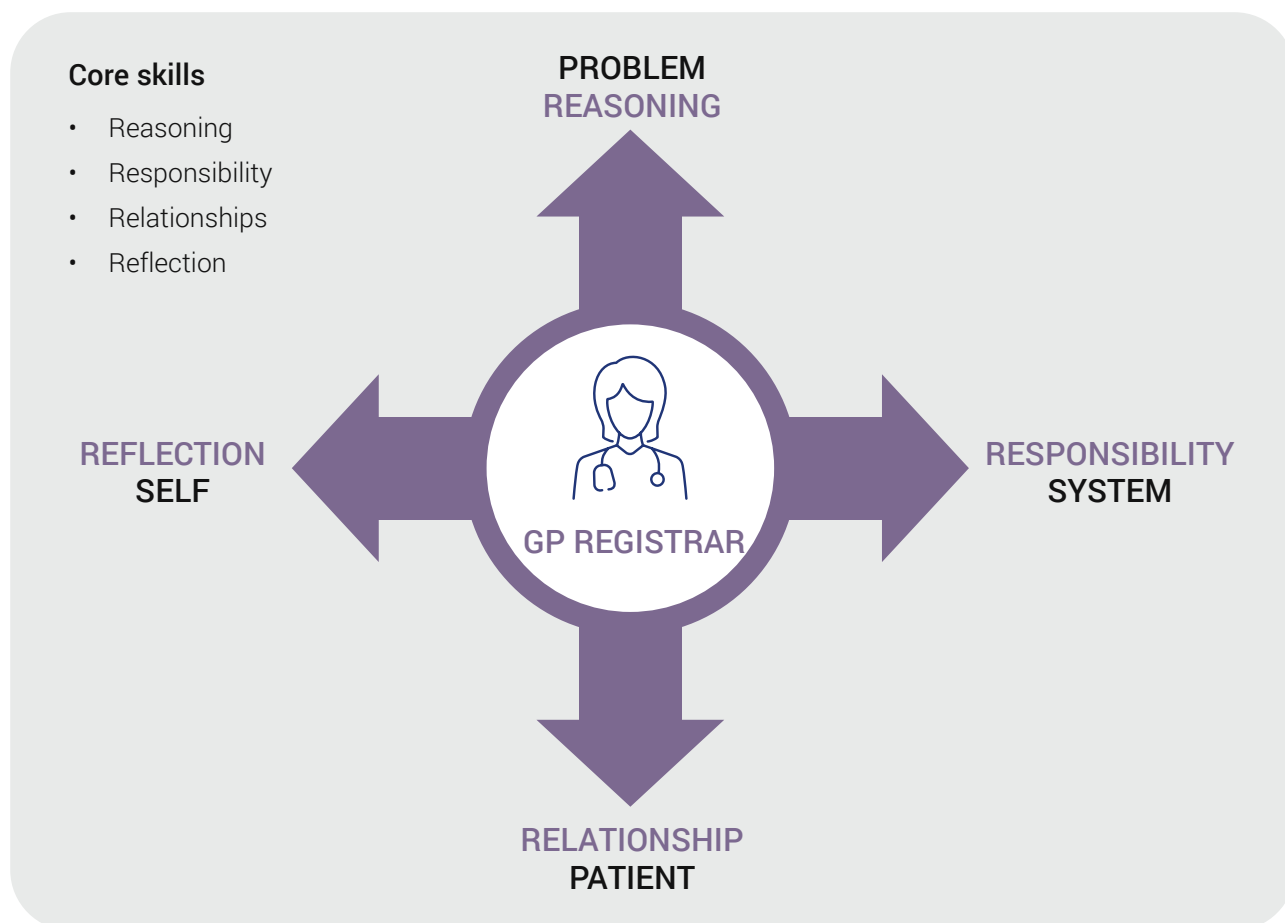 Core skills
• Reasoning
• Responsibility
• Relationships
• Reflection
PROBLEM
REASONING
REFLECTION
SELF
GP REGISTRAR
RESPONSIBILITY
SYSTEM
RELATIONSHIP
PATIENT